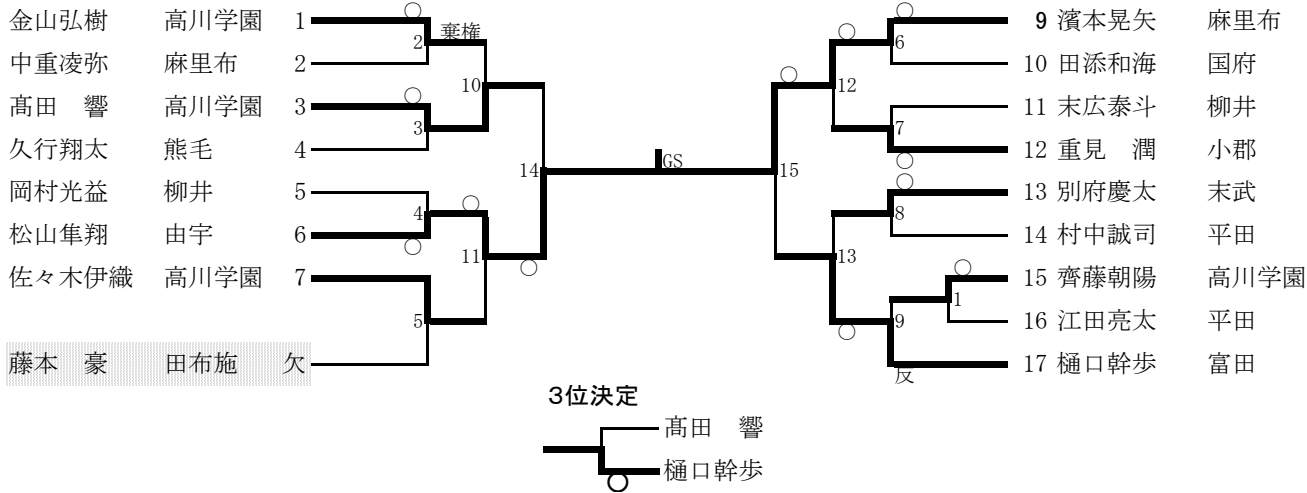 金山弘樹 高川学園 1
中重凌弥 麻里布 2
髙田 響 高川学園 3
久行翔太 熊毛 4
岡村光益 柳井 5
松山隼翔 由宇 6
佐々木伊織 高川学園 7
藤本 豪 田布施 欠
2
棄権
3
10
4
11
5
14
GS
15
12
6
7
13
8
9
1
反
9 濱本晃矢 麻里布
10 田添和海 国府
11 末広泰斗 柳井
12 重見 潤 小郡
13 別府慶太 末武
14 村中誠司 平田
15 齊藤朝陽 高川学園
16 江田亮太 平田
17 樋口幹歩 富田
3位決定
髙田 響
樋口幹歩